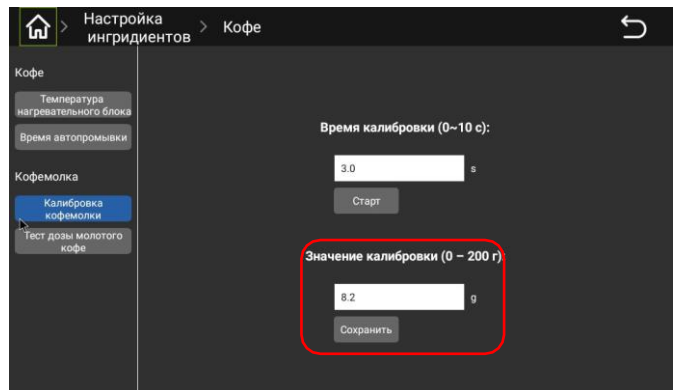 > Настройка
ингридиентов > Кофе
Кофе
Температура
нагревательного блока
Время автопромывки
Кофемолка
Калибровка
кофемолки
Тест дозы молотого
кофе
Время калибровки (0~10 с):
3.0 s
Старт
Значение калибровки (0 – 200 г):
8.2 g
Сохранить